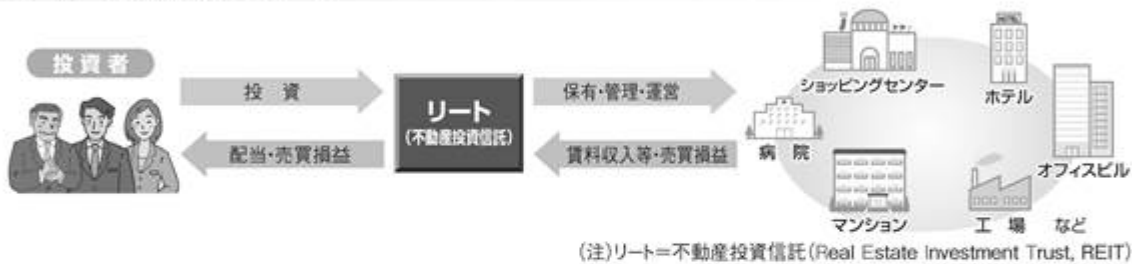 投資者
投 資
配当・売買損益
リート
(不動産投資信託)
保有・管理・運営
賃料収入等・売買損益
ショッピングセンター
HOTEL
ホテル
病 院
オフィスビル
マンション
工 場 など
(注)リート=不動産投資信託(Real Estate Investment Trust, REIT)